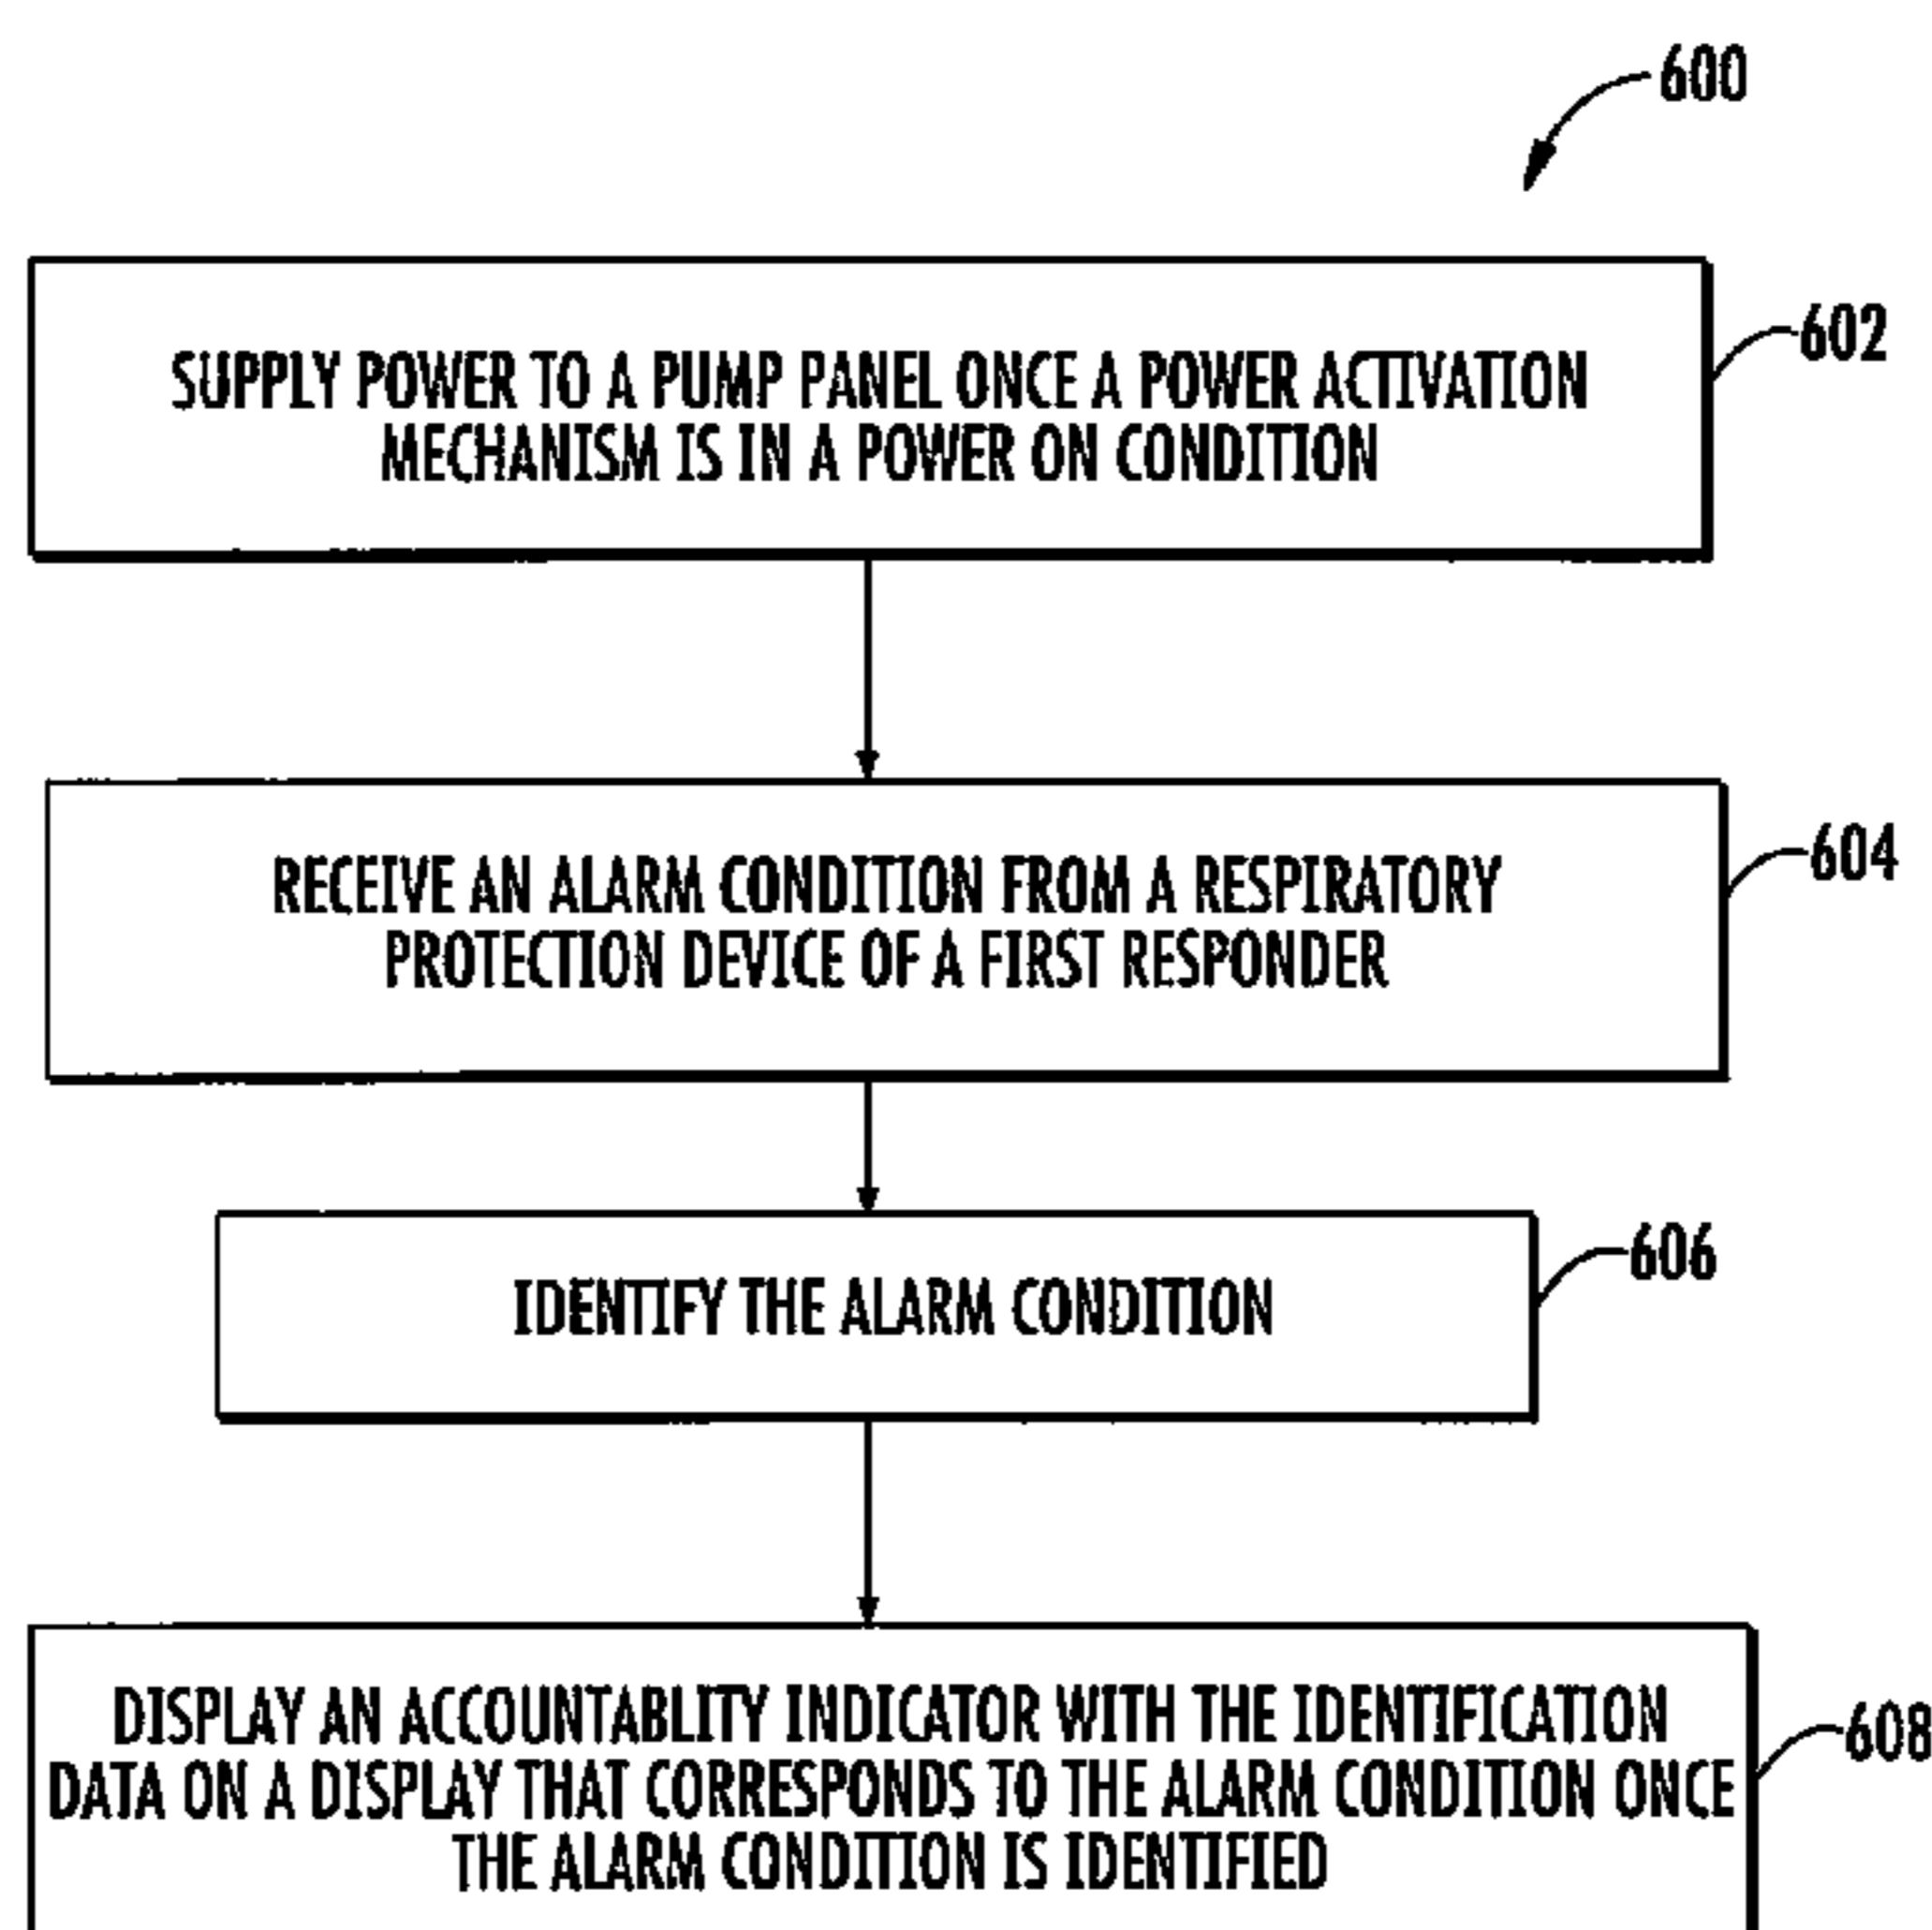 600
SUPPLY POWER TO A PUMP PANEL ONCE A POWER ACTIVATION
MECHANISM IS IN A POWER ON CONDITION
602
RECEIVE AN ALARM CONDITION FROM A RESPIRATORY
PROTECTION DEVICE OF A FIRST RESPONDER
604
IDENTIFY THE ALARM CONDITION
606
DISPLAY AN ACCOUNTABLITY INDICATOR WITH THE IDENTIFICATION
DATA ON A DISPLAY THAT CORRESPONDS TO THE ALARM CONDITION ONCE
THE ALARM CONDITION IS IDENTIFIED
608